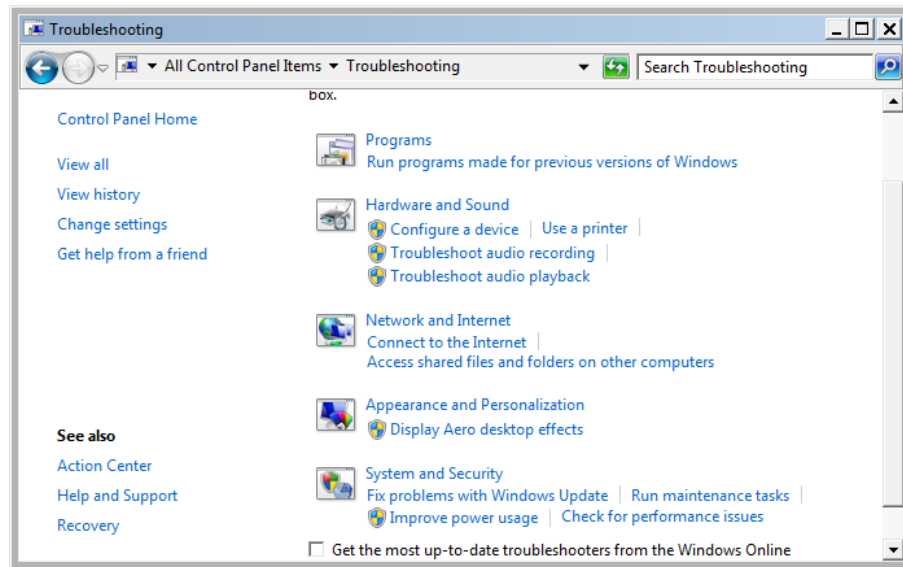 Troubleshooting
All Control Panel Items Troubleshooting
Search Troubleshooting
Control Panel Home
View all
View history
Change settings
Get help from a friend
See also
Action Center
Help and Support
Recovery
box.
Programs
Run programs made for previous versions of Windows
Hardware and Sound
Configure a device Use a printer
Troubleshoot audio recording
Troubleshoot audio playback
Network and Internet
Connect to the Internet
Access shared files and folders on other computers
Appearance and Personalization
Display Aero desktop effects
System and Security
Fix problems with Windows Update Run maintenance tasks
Improve power usage Check for performance issues
Get the most up-to-date troubleshooters from the Windows Online